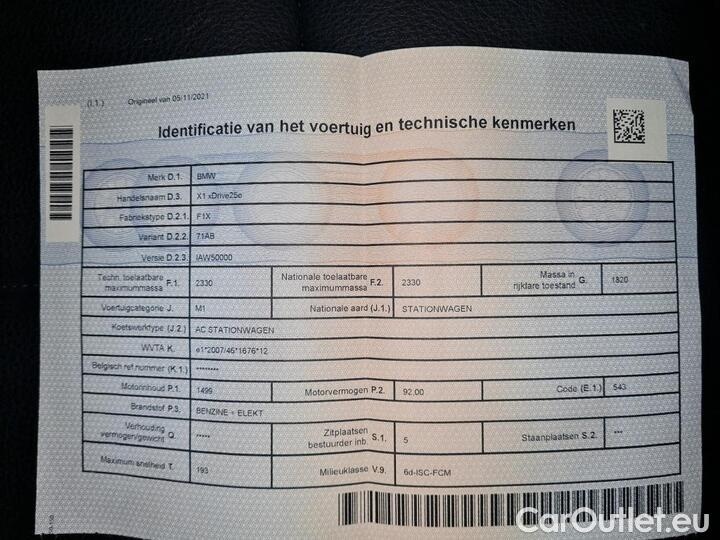 (I.1.) Origineel van 05/11/2021
Identificatie van het voertuig en technische kenmerken
Merk D.1. BMW
Handelsnaam D.3. X1 xDrive25e
Fabriekstype D.2.1. F1X
Variant D.2.2. 71AB
Versie D.2.3. IAW50000
Techn. toelaatbare maximummassa F.1. 2330 Nationale toelaatbare maximummassa F.2. 2330 Massa in rijklare toestand G. 1820
Voertuigcategorie J. M1 Nationale aard (J.1.) STATIONWAGEN
Koetswerktype (J.2.) AC STATIONWAGEN
WVTA K. e1*2007/46*1676*12
Belgisch ref nummer (K.1.) ********
Motorinhoud P.1. 1499 Motorvermogen P.2. 92.00 Code (E.1.) 543
Brandstof P.3. BENZINE + ELEKT
Verhouding vermogen/gewicht Q. ***** Zitplaatsen bestuurder inb. S.1. 5 Staanplaatsen S.2. ***
Maximum snelheid T. 193 Milieuklasse V.9. 6d-ISC-FCM
CarOutlet.eu